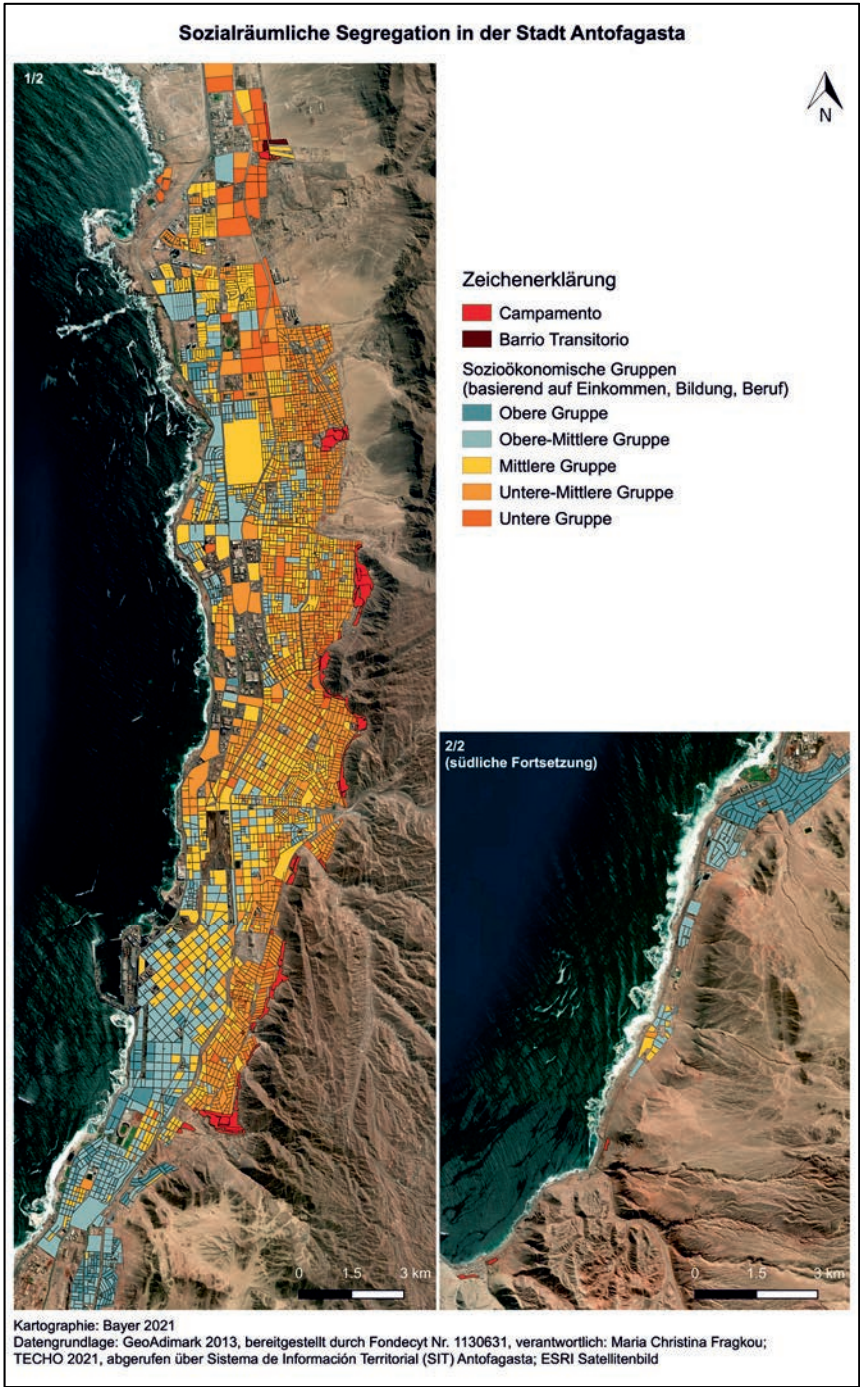 Sozialräumliche Segregation in der Stadt Antofagasta
1/2
N
Zeichenerklärung
Campamento
Barrio Transitorio
Sozioökonomische Gruppen
(basierend auf Einkommen, Bildung, Beruf)
Obere Gruppe
Obere-Mittlere Gruppe
Mittlere Gruppe
Untere-Mittlere Gruppe
Untere Gruppe
2/2
(südliche Fortsetzung)
0 1.5 3 km
0 1.5 3 km
Kartographie: Bayer 2021
Datengrundlage: GeoAdimark 2013, bereitgestellt durch Fondecyt Nr. 1130631, verantwortlich: Maria Christina Fragkou;
TECHO 2021, abgerufen über Sistema de Información Territorial (SIT) Antofagasta; ESRI Satellitenbild